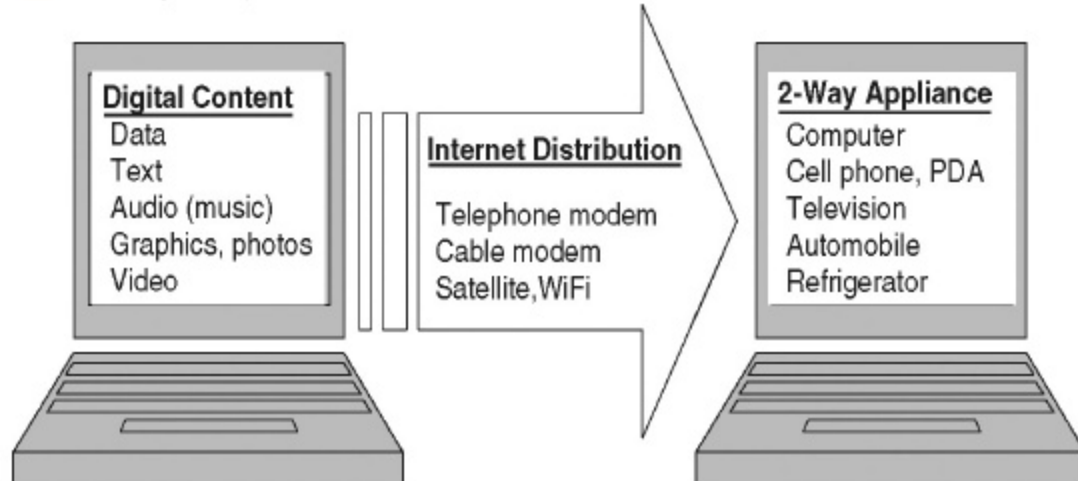 Digital Content
Data
Text
Audio (music)
Graphics, photos
Video
Internet Distribution
Telephone modem
Cable modem
Satellite,WiFi
2-Way Appliance
Computer
Cell phone, PDA
Television
Automobile
Refrigerator